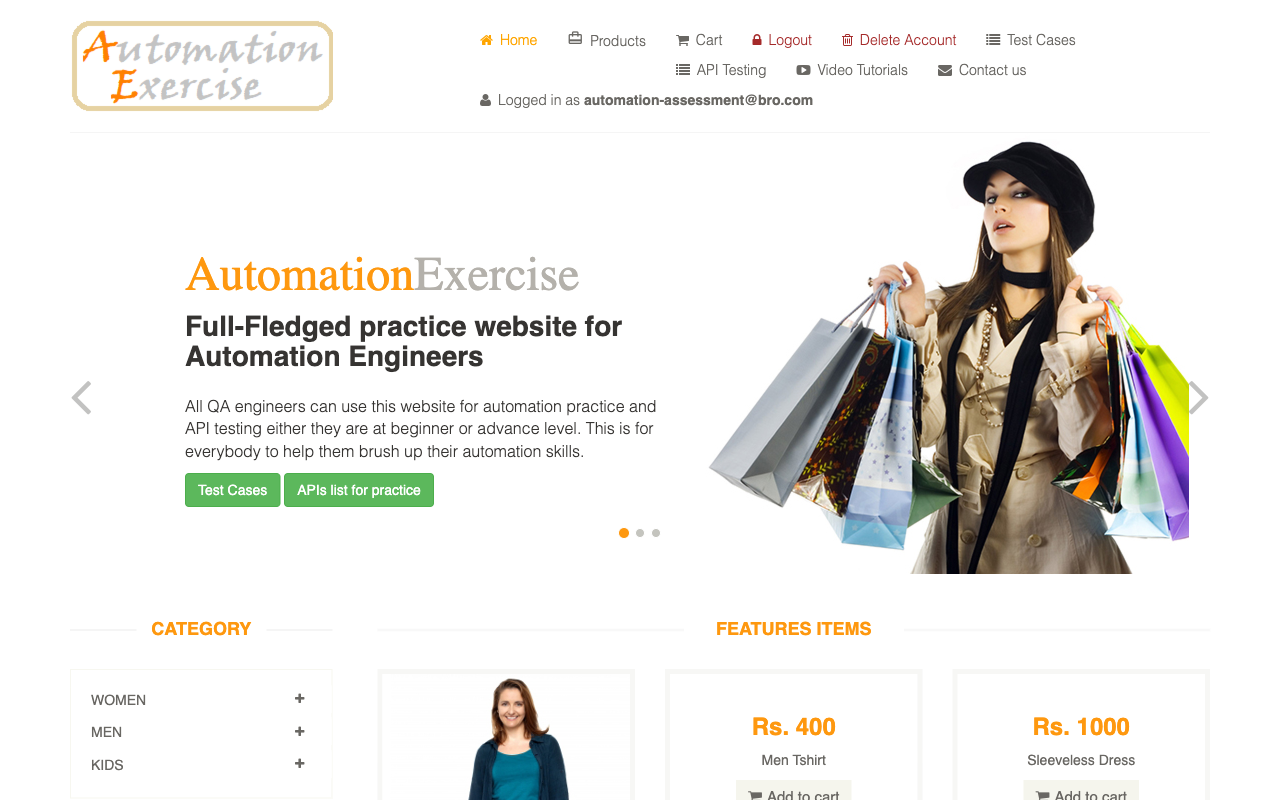 Automation
Exercise
Home Products Cart Logout Delete Account Test Cases
API Testing Video Tutorials Contact us
Logged in as automation-assessment@bro.com
AutomationExercise
Full-Fledged practice website for
Automation Engineers
All QA engineers can use this website for automation practice and
API testing either they are at beginner or advance level. This is for
everybody to help them brush up their automation skills.
Test Cases APIs list for practice
CATEGORY
WOMEN
MEN
KIDS
FEATURES ITEMS
Rs. 400
Men Tshirt
Add to cart
Rs. 1000
Sleeveless Dress
Add to cart